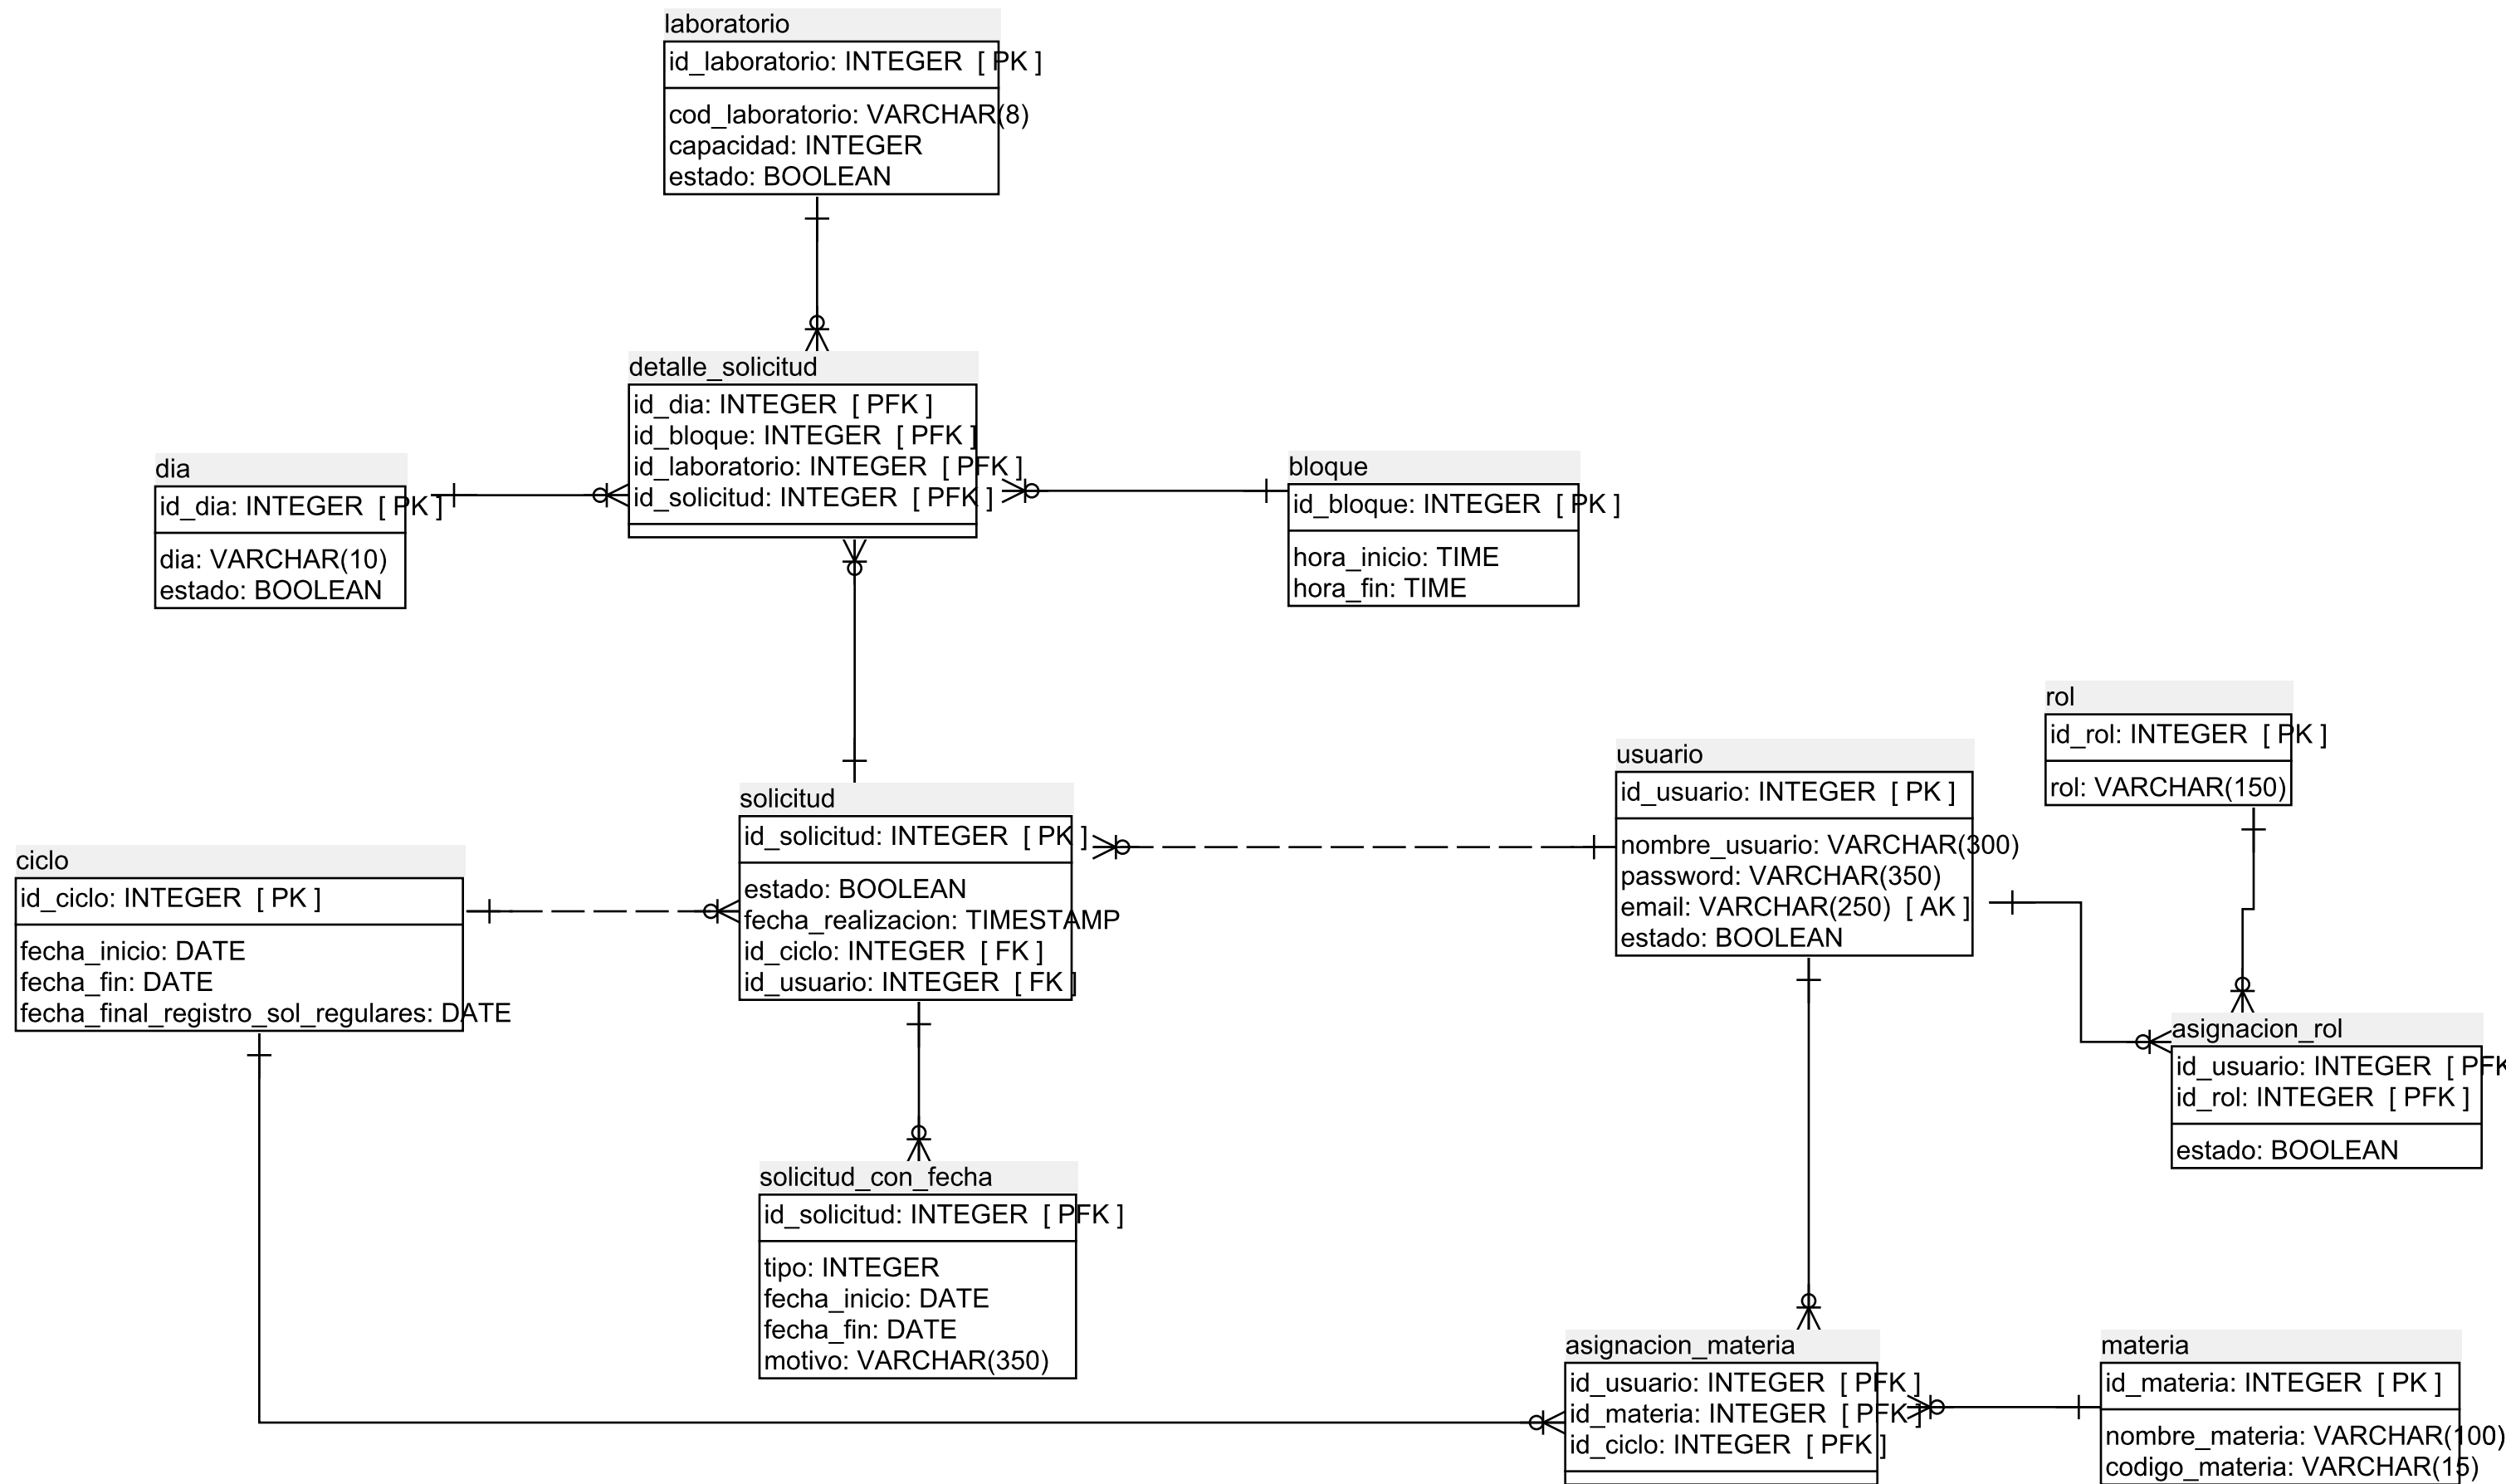 laboratorio
id_laboratorio: INTEGER [ PK ]
cod_laboratorio: VARCHAR(8)
capacidad: INTEGER
estado: BOOLEAN
detalle_solicitud
id_dia: INTEGER [ PFK ]
id_bloque: INTEGER [ PFK ]
id_laboratorio: INTEGER [ PFK ]
id_solicitud: INTEGER [ PFK ]
dia
id_dia: INTEGER [ PK ]
dia: VARCHAR(10)
estado: BOOLEAN
bloque
id_bloque: INTEGER [ PK ]
hora_inicio: TIME
hora_fin: TIME
rol
id_rol: INTEGER [ PK ]
rol: VARCHAR(150)
usuario
id_usuario: INTEGER [ PK ]
nombre_usuario: VARCHAR(300)
password: VARCHAR(350)
email: VARCHAR(250) [ AK ]
estado: BOOLEAN
solicitud
id_solicitud: INTEGER [ PK ]
estado: BOOLEAN
fecha_realizacion: TIMESTAMP
id_ciclo: INTEGER [ FK ]
id_usuario: INTEGER [ FK ]
ciclo
id_ciclo: INTEGER [ PK ]
fecha_inicio: DATE
fecha_fin: DATE
fecha_final_registro_sol_regulares: DATE
asignacion_rol
id_usuario: INTEGER [ PFK
id_rol: INTEGER [ PFK ]
estado: BOOLEAN
solicitud_con_fecha
id_solicitud: INTEGER [ PFK ]
tipo: INTEGER
fecha_inicio: DATE
fecha_fin: DATE
motivo: VARCHAR(350)
asignacion_materia
id_usuario: INTEGER [ PFK ]
id_materia: INTEGER [ PFK ]
id_ciclo: INTEGER [ PFK ]
materia
id_materia: INTEGER [ PK ]
nombre_materia: VARCHAR(100)
codigo_materia: VARCHAR(15)